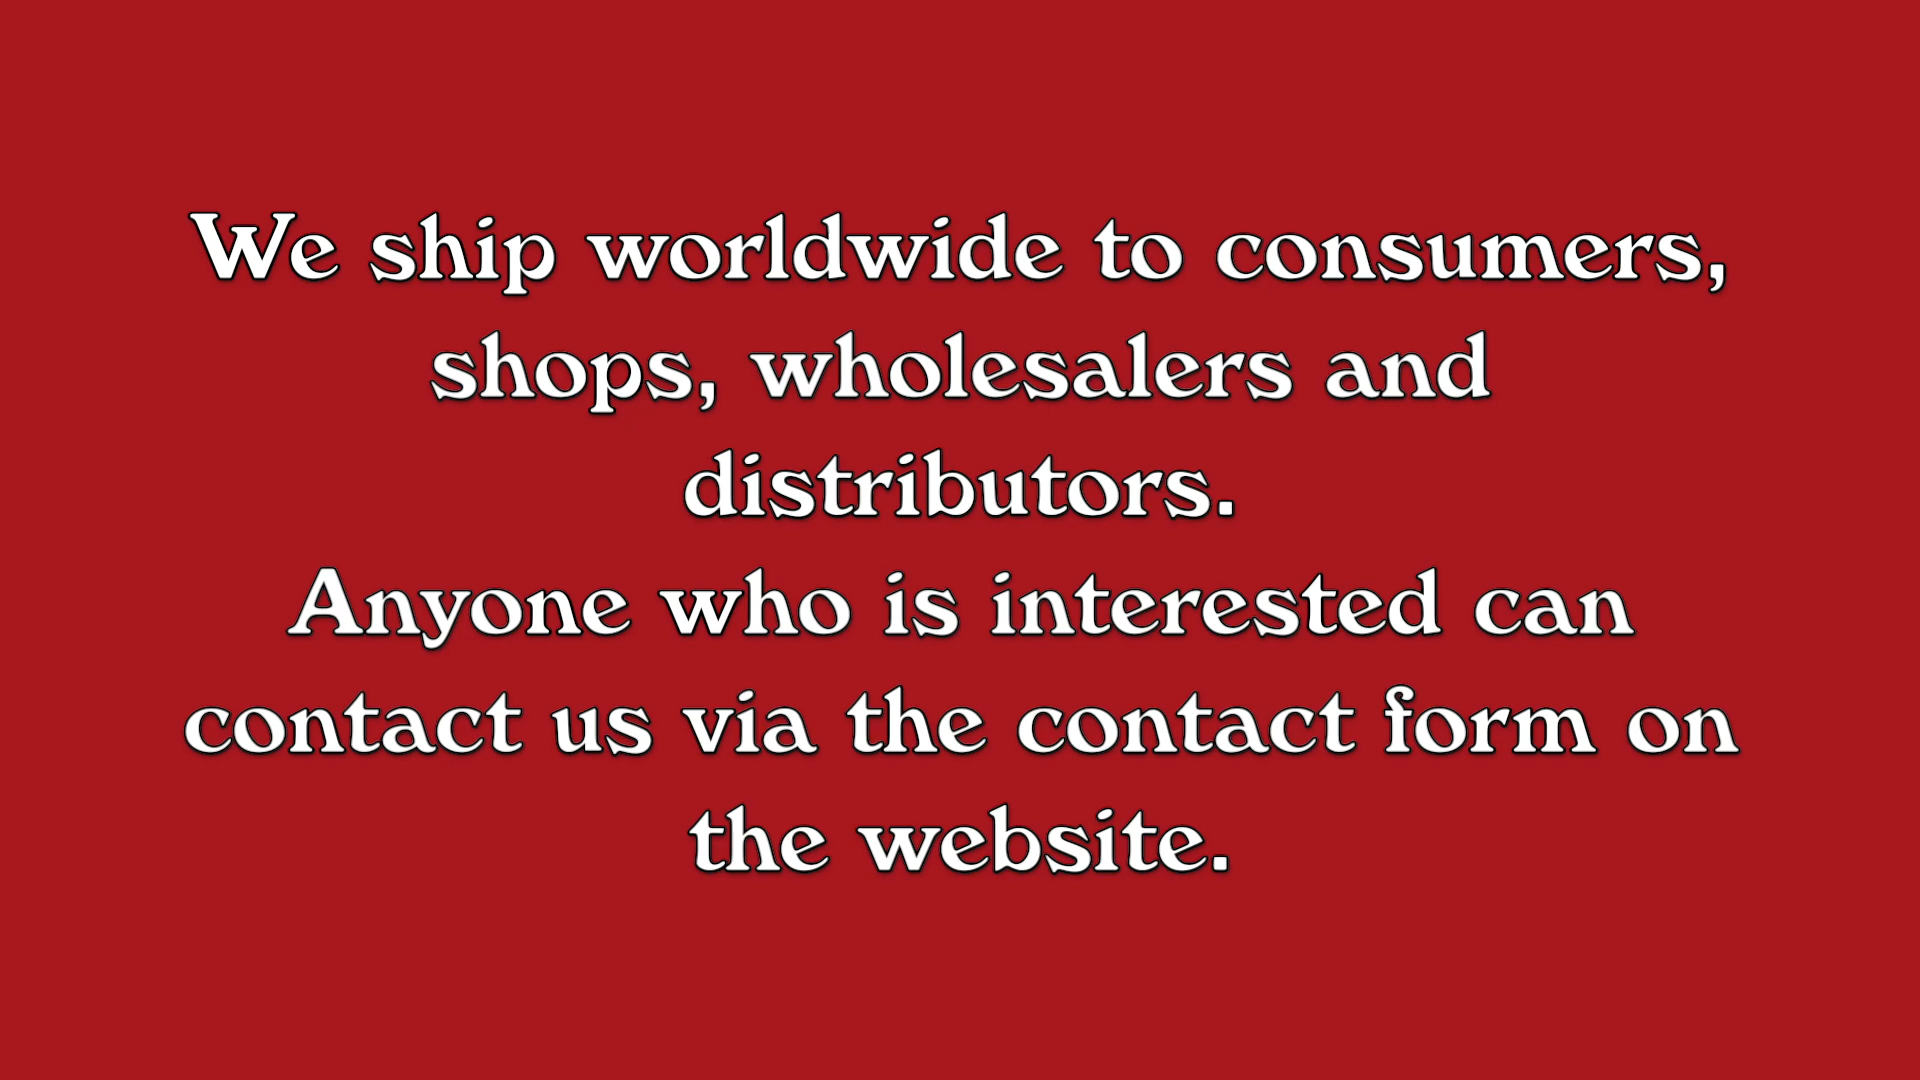 We ship worldwide to consumers,
shops, wholesalers and
distributors.
Anyone who is interested can
contact us via the contact form on
the website.